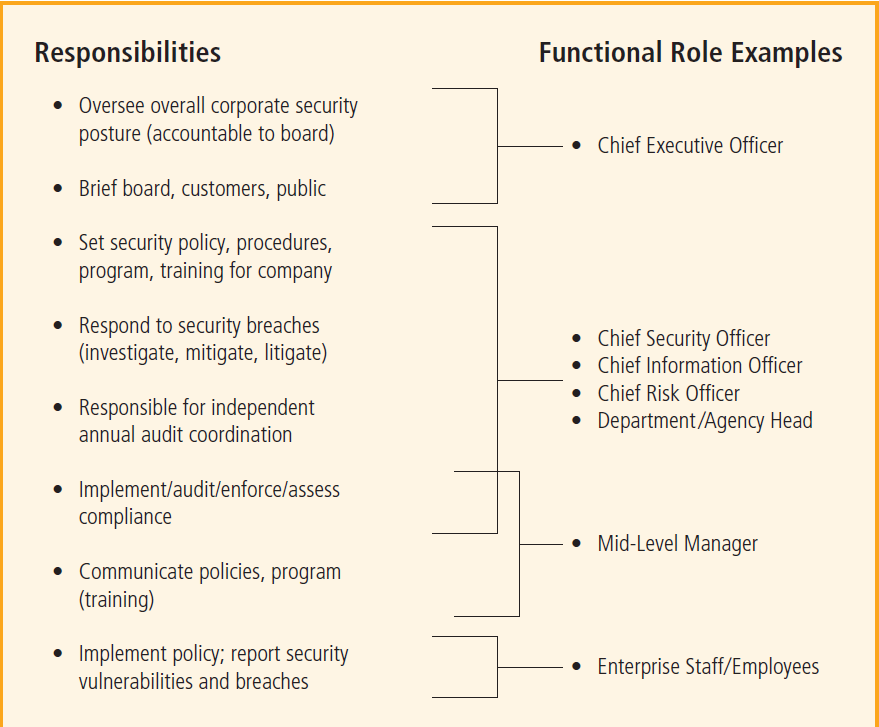 Responsibilities
Functional Role Examples
• Oversee overall corporate security
posture (accountable to board)
• Brief board, customers, public
• Chief Executive Officer
• Set security policy, procedures,
program, training for company
• Respond to security breaches
(investigate, mitigate, litigate)
• Responsible for independent
annual audit coordination
• Chief Security Officer
• Chief Information Officer
• Chief Risk Officer
• Department/Agency Head
• Implement/audit/enforce/assess
compliance
• Communicate policies, program
(training)
• Mid-Level Manager
• Implement policy; report security
vulnerabilities and breaches
• Enterprise Staff/Employees